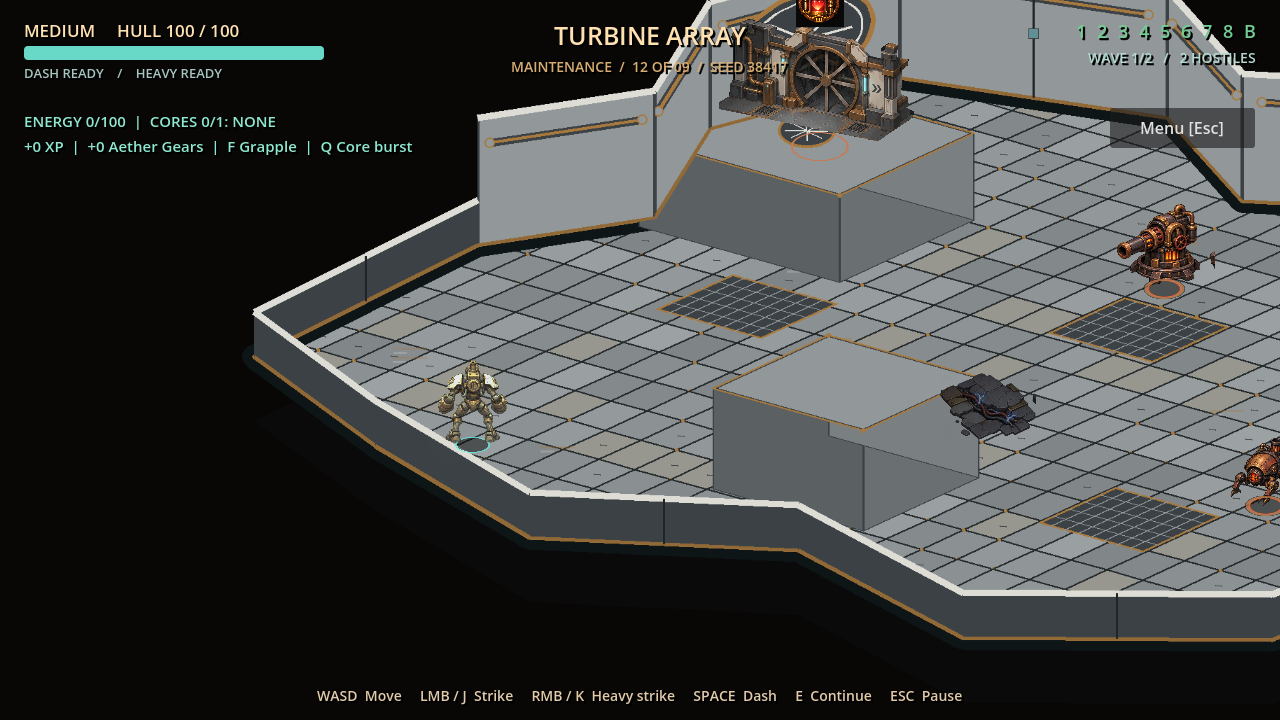 MEDIUM HULL 100 / 100
DASH READY / HEAVY READY
ENERGY 0/100 | CORES 0/1: NONE
+0 XP | +0 Aether Gears | F Grapple | Q Core burst
TURBINE ARRAY
MAINTENANCE / 12 OF 09 / SEED 38417
1 2 3 4 5 6 7 8 B
WAVE 1/2 / 2 HOSTILES
Menu [Esc]
WASD Move LMB / J Strike RMB / K Heavy strike SPACE Dash E Continue ESC Pause